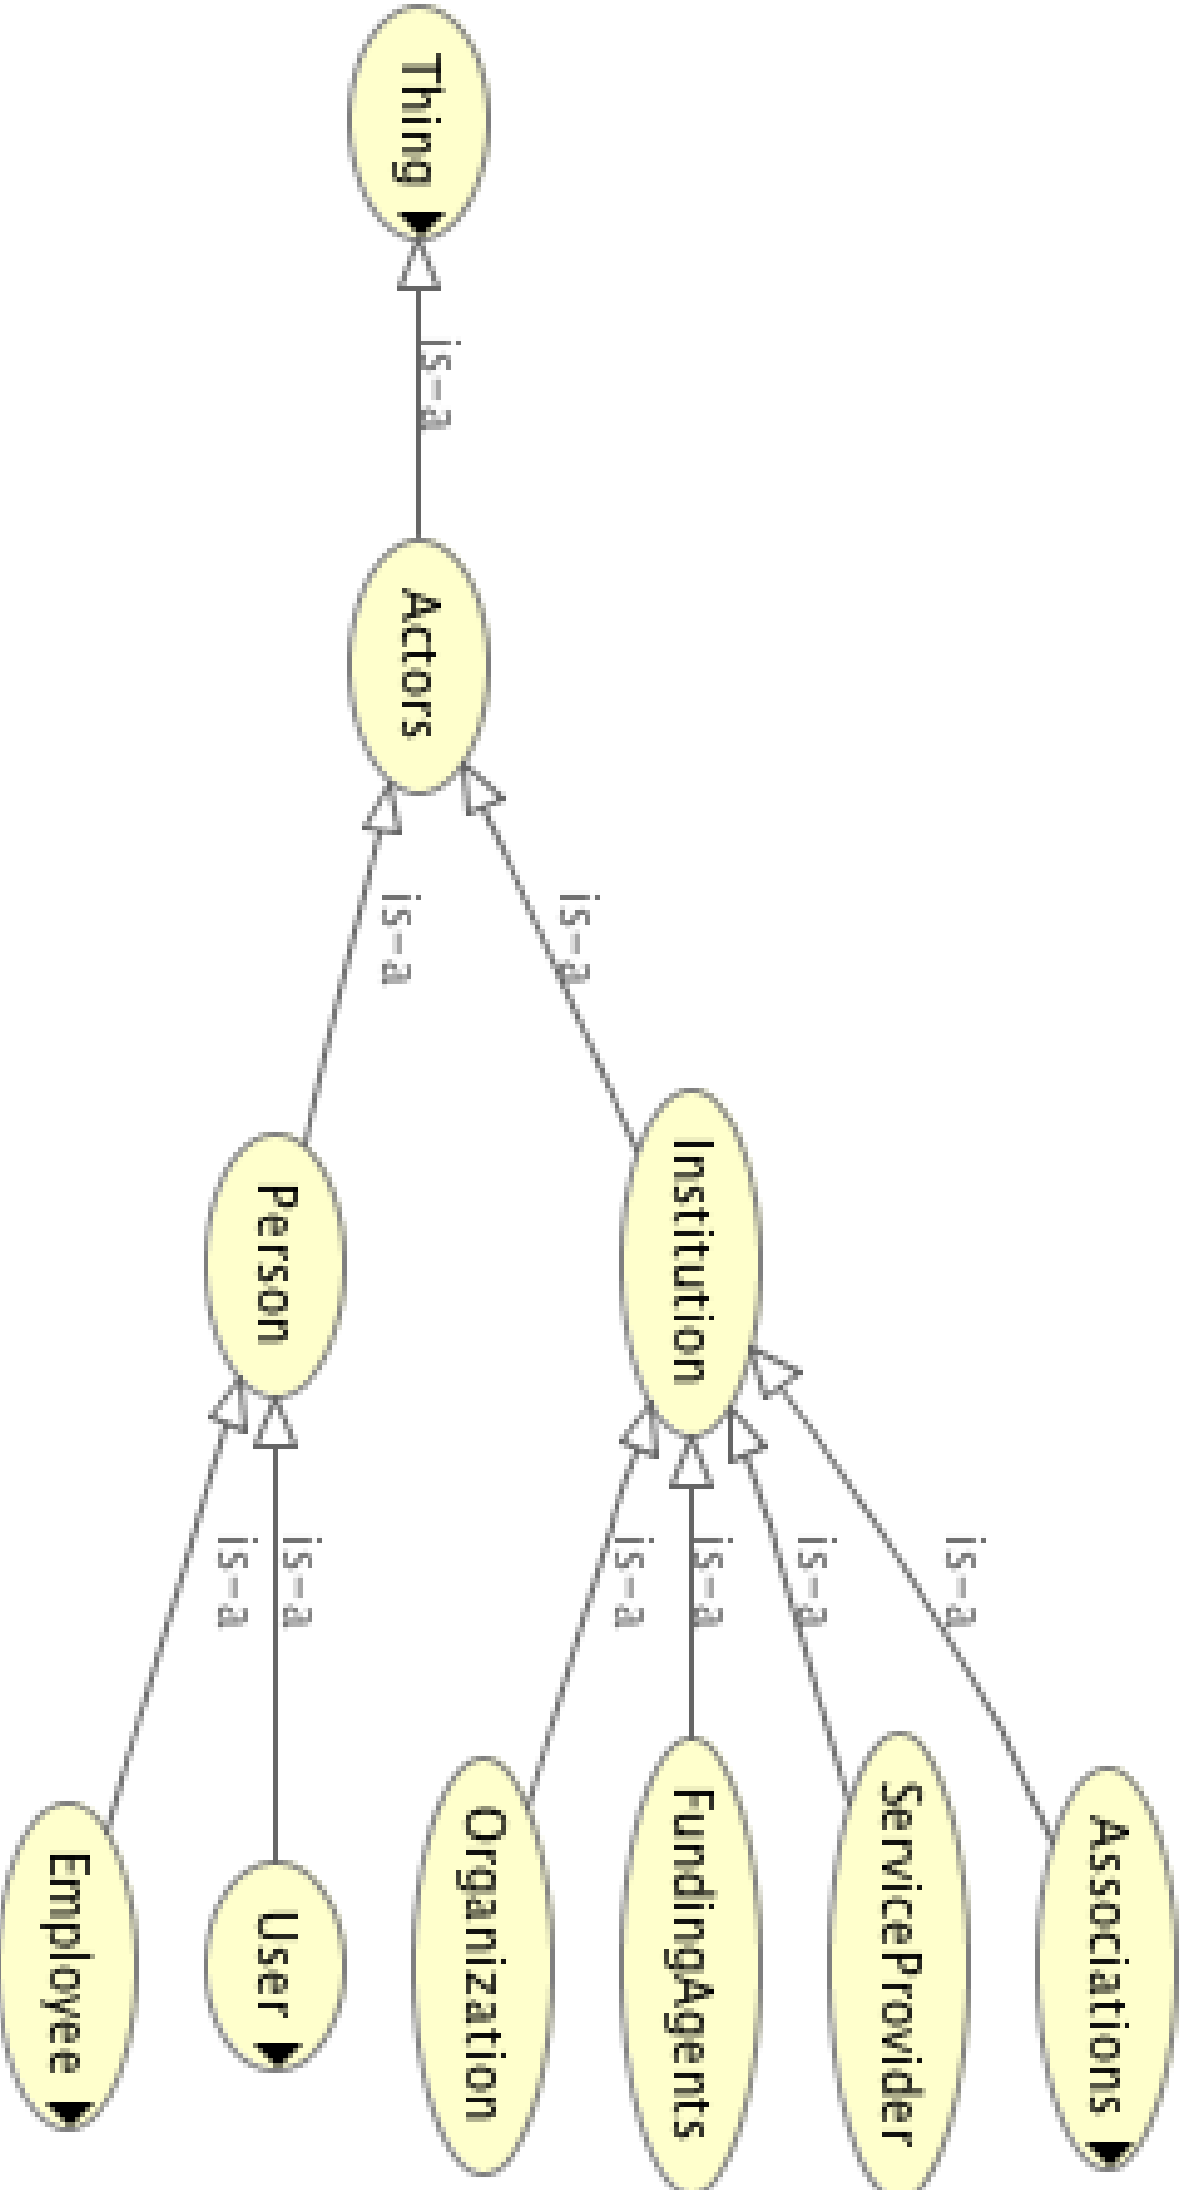 Thing
is-a
Actors
is-a
is-a
Institution
Person
is-a
is-a
is-a
is-a
is-a
is-a
Associations
ServiceProvider
FundingAgents
Organization
User
Employee